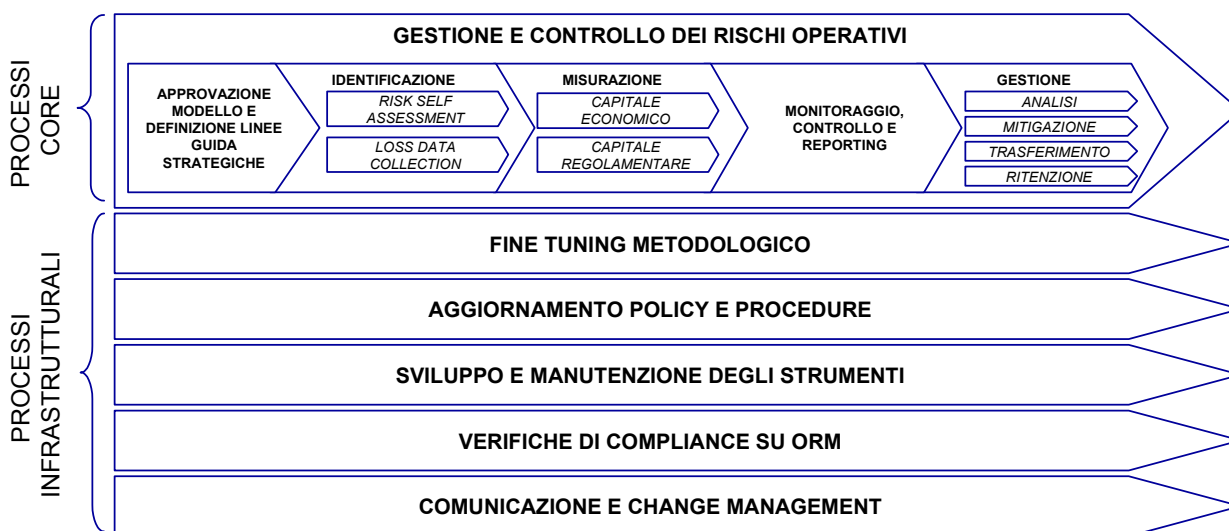 PROCESSI
CORE
GESTIONE E CONTROLLO DEI RISCHI OPERATIVI
APPROVAZIONE
MODELLO E
DEFINIZIONE LINEE
GUIDA
STRATEGICHE
IDENTIFICAZIONE
RISK SELF
ASSESSMENT
LOSS DATA
COLLECTION
MISURAZIONE
CAPITALE
ECONOMICO
CAPITALE
REGOLAMENTARE
MONITORAGGIO,
CONTROLLO E
REPORTING
GESTIONE
ANALISI
MITIGAZIONE
TRASFERIMENTO
RITENZIONE
PROCESSI
INFRASTRUTTURALI
FINE TUNING METODOLOGICO
AGGIORNAMENTO POLICY E PROCEDURE
SVILUPPO E MANUTENZIONE DEGLI STRUMENTI
VERIFICHE DI COMPLIANCE SU ORM
COMUNICAZIONE E CHANGE MANAGEMENT